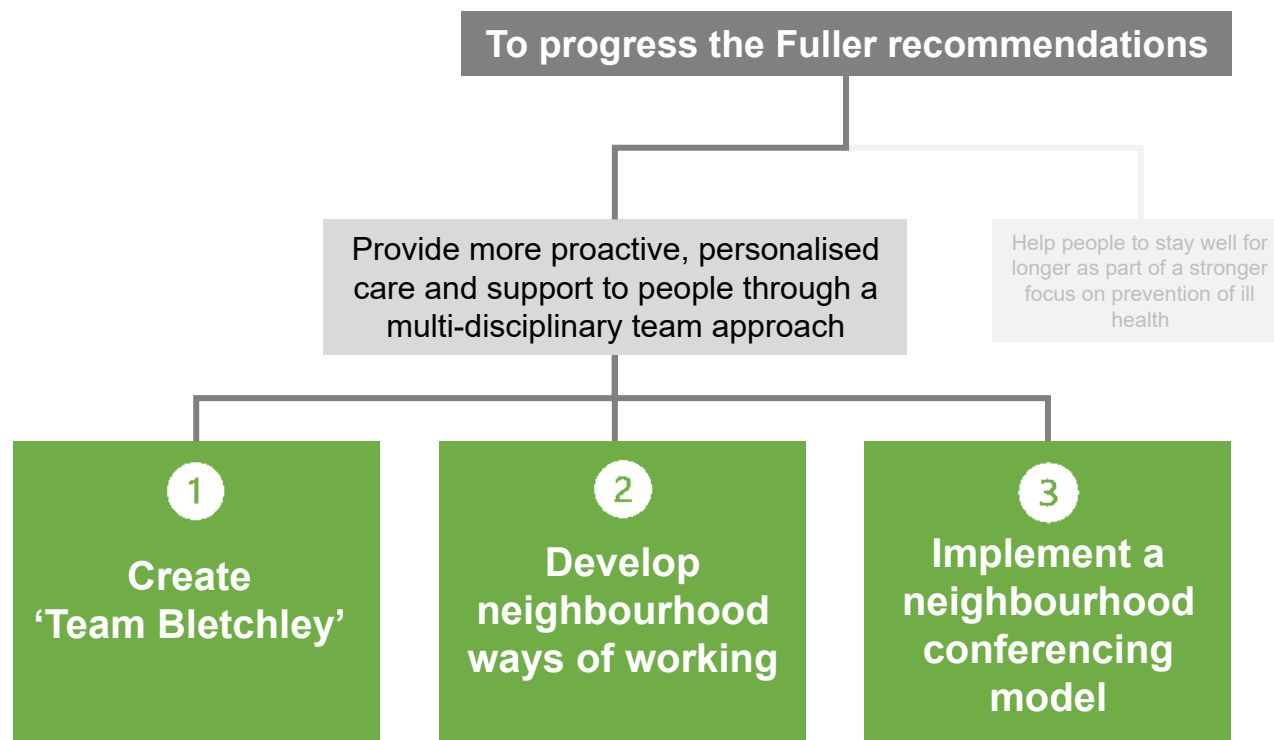 To progress the Fuller recommendations
Provide more proactive, personalised
care and support to people through a
multi-disciplinary team approach
Help people to stay well for
longer as part of a stronger
focus on prevention of ill
health
1
Create
‘Team Bletchley’
2
Develop
neighbourhood
ways of working
3
Implement a
neighbourhood
conferencing
model